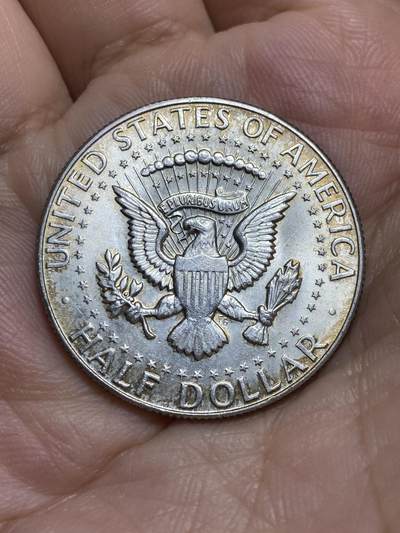 UNITED STATES OF AMERICA
PLURIBUS UNUM
HALF DOLLAR